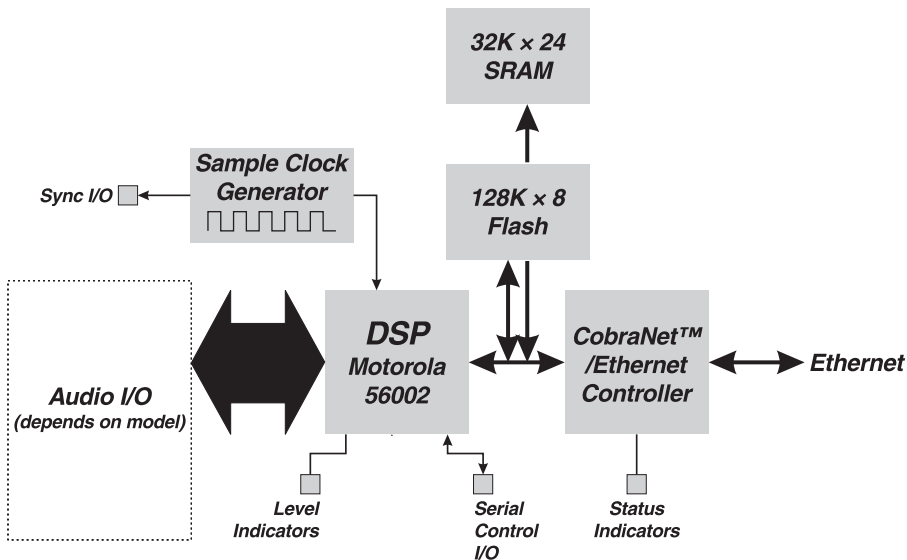 32K × 24
SRAM
Sample Clock
Generator
Sync I/O
128K × 8
Flash
DSP
Motorola
56002
CobraNet™
/Ethernet
Controller
Ethernet
Audio I/O
(depends on model)
Level
Indicators
Serial
Control
I/O
Status
Indicators